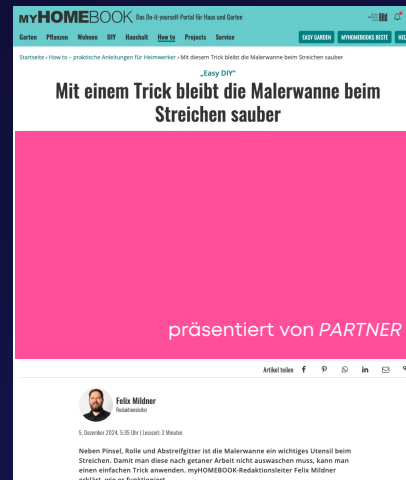 MYHOMEBOOK Das Do-it-yourself-Portal für Haus und Garten
Garten Pflanzen Wohnen DIY Haushalt How to Projects Service EASY GARDEN MYHOMEBOOKS BESTE
Startseite › How to – praktische Anleitungen für Heimwerker › Mit diesem Trick bleibt die Malerwanne beim Streichen sauber
„Easy DIY"
Mit einem Trick bleibt die Malerwanne beim
Streichen sauber
präsentiert von PARTNER
Artikel teilen
Felix Mildner
Redaktionsleiter
5. Dezember 2024, 5:35 Uhr | Lesezeit: 2 Minuten
Neben Pinsel, Rolle und Abstreifgitter ist die Malerwanne ein wichtiges Utensil beim
Streichen. Damit man diese nach getaner Arbeit nicht auswaschen muss, kann man
einen einfachen Trick anwenden. myHOMEBOOK-Redaktionsleiter Felix Mildner
erklärt, wie er funktioniert.